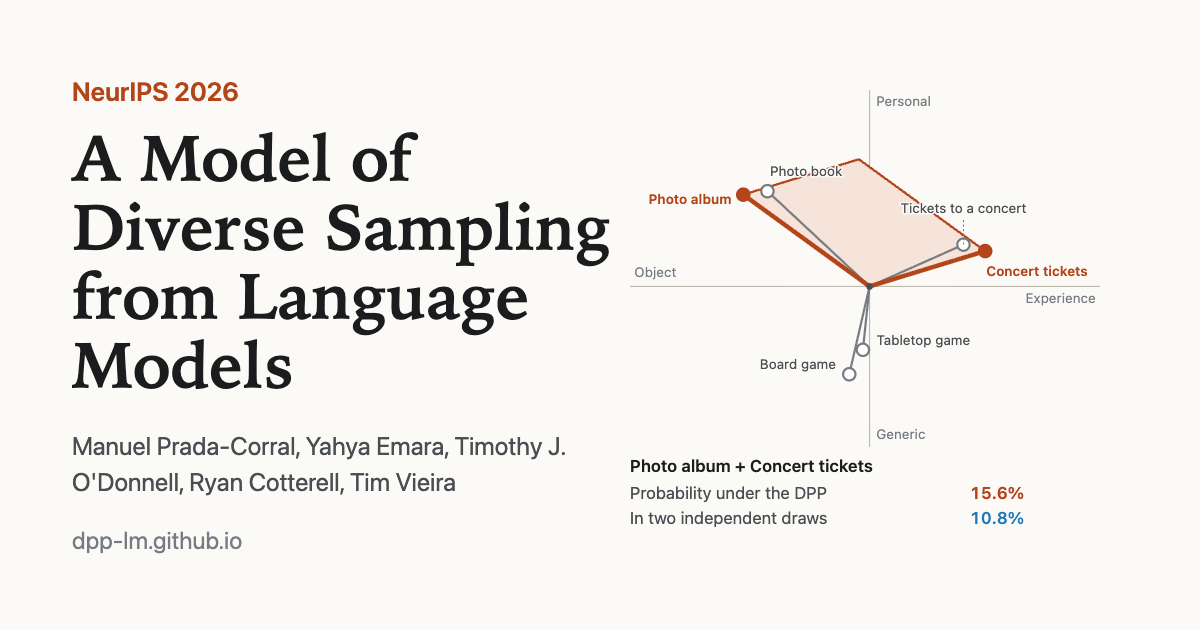 NeurIPS 2026
A Model of
Diverse Sampling
from Language
Models
Manuel Prada-Corral, Yahya Emara, Timothy J.
O'Donnell, Ryan Cotterell, Tim Vieira
dpp-lm.github.io
Personal
Photo book
Photo album
Tickets to a concert
Object
Concert tickets
Experience
Tabletop game
Board game
Generic
Photo album + Concert tickets
Probability under the DPP 15.6%
In two independent draws 10.8%